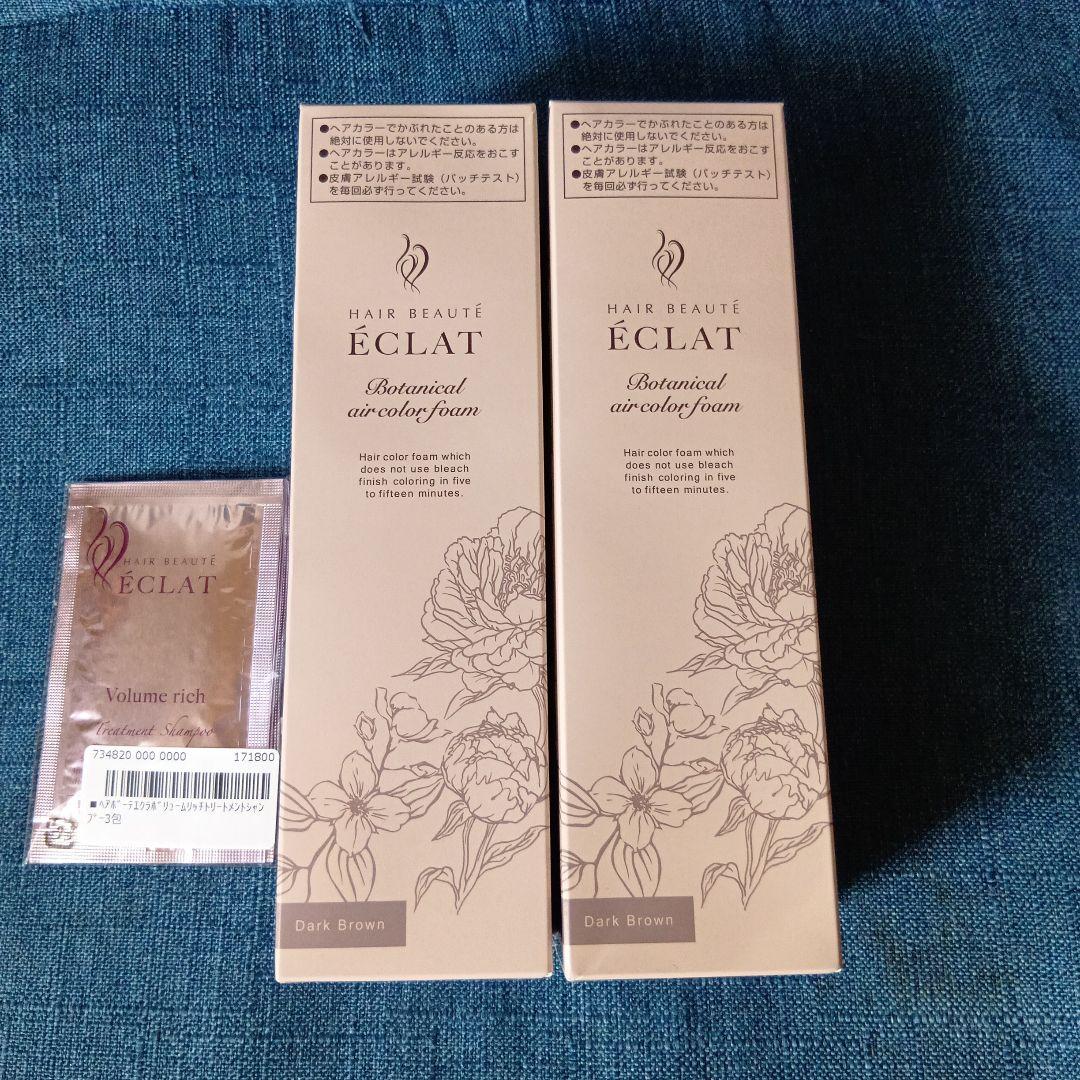 ●ヘアカラーでかぶれたことのある方は
絶対に使用しないでください。
●ヘアカラーはアレルギー反応をおこす
ことがあります。
●皮膚アレルギー試験（パッチテスト）
を毎回必ず行ってください。
HAIR BEAUTÉ
ÉCLAT
Botanical
air color foam
Hair color foam which
does not use bleach
finish coloring in five
to fifteen minutes.
Dark Brown
●ヘアカラーでかぶれたことのある方は
絶対に使用しないでください。
●ヘアカラーはアレルギー反応をおこす
ことがあります。
●皮膚アレルギー試験（パッチテスト）
を毎回必ず行ってください。
HAIR BEAUTÉ
ÉCLAT
Botanical
air color foam
Hair color foam which
does not use bleach
finish coloring in five
to fifteen minutes.
Dark Brown
HAIR BEAUTÉ
ÉCLAT
Volume rich
Treatment Shampoo
734820 000 0000 171800
■ﾍｱﾎﾞｰﾃｴｸﾗﾎﾞﾘｭｰﾑﾘｯﾁﾄﾘｰﾄﾒﾝﾄｼｬﾝ
ﾌﾟｰ3包